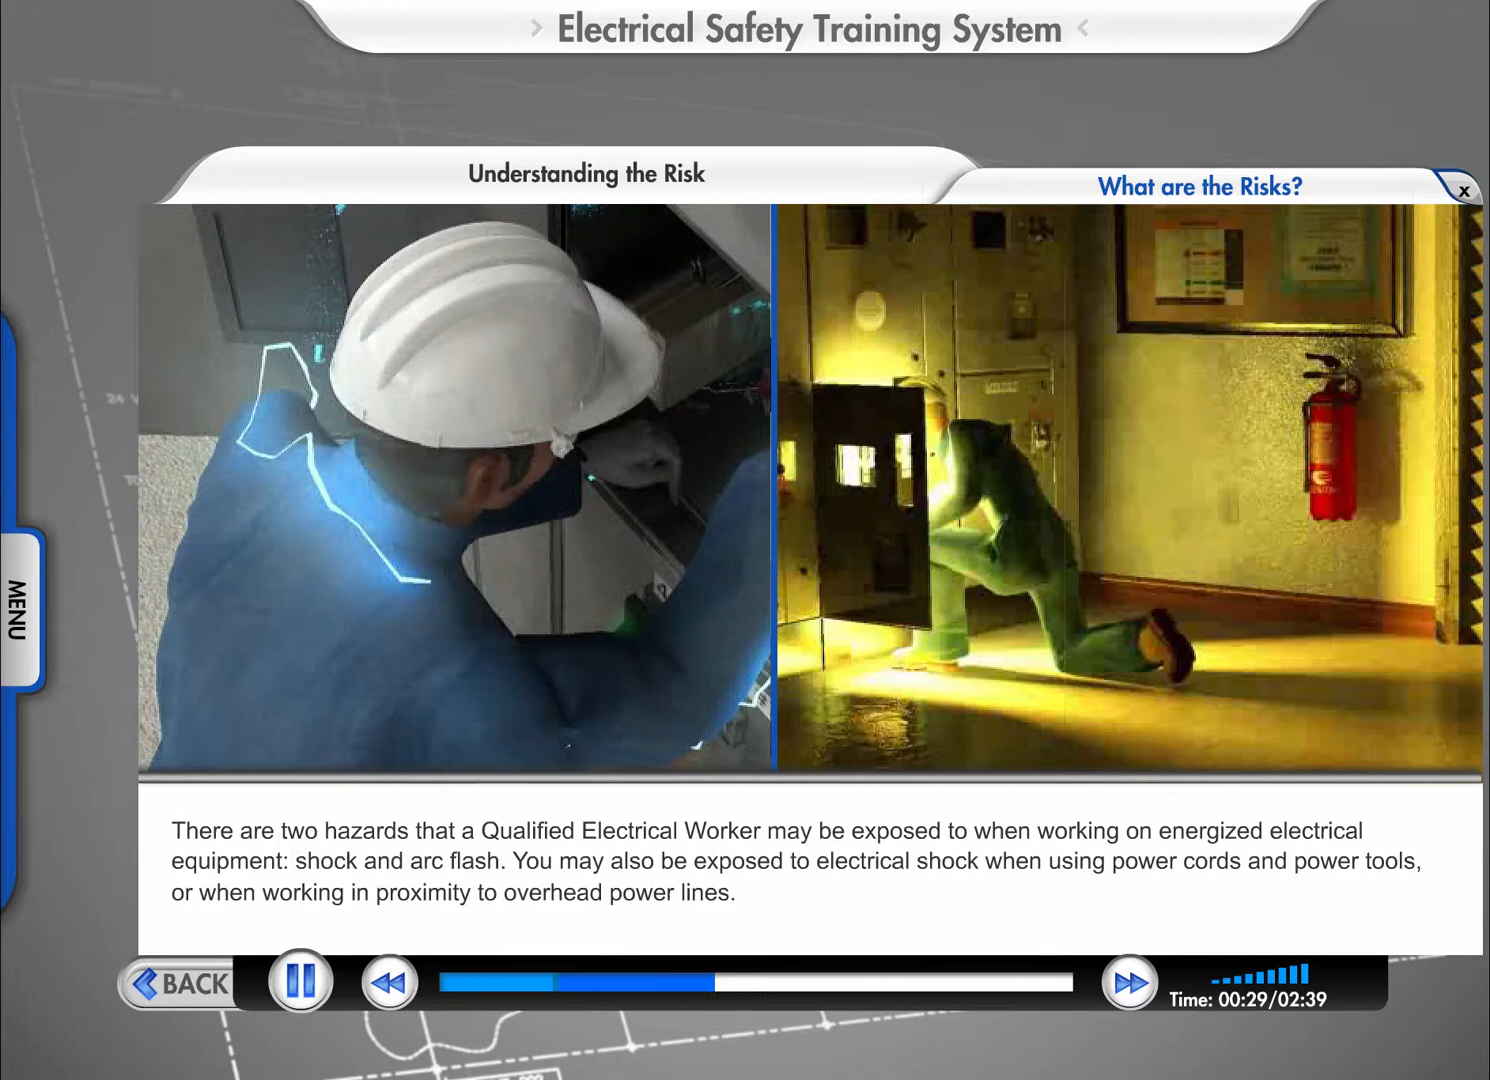 Electrical Safety Training System
Understanding the Risk
What are the Risks?
x
MENU
There are two hazards that a Qualified Electrical Worker may be exposed to when working on energized electrical
equipment: shock and arc flash. You may also be exposed to electrical shock when using power cords and power tools,
or when working in proximity to overhead power lines.
BACK
Time: 00:29/02:39